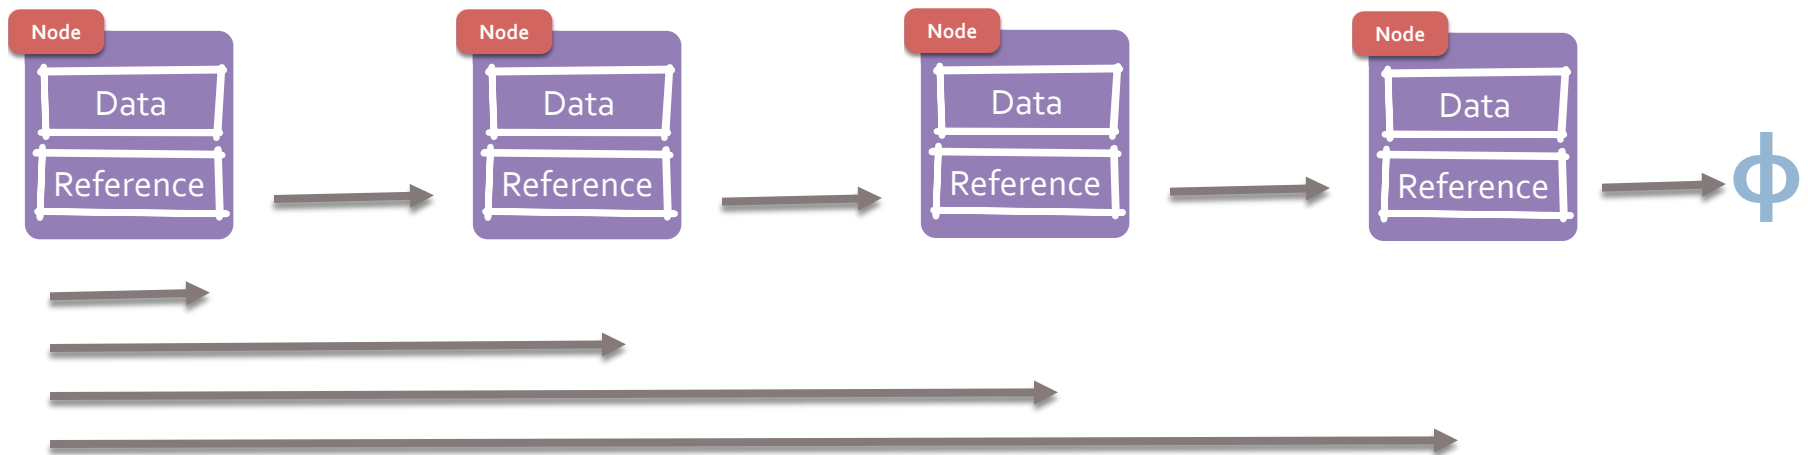 Node
Data
Reference
Node
Data
Reference
Node
Data
Reference
Node
Data
Reference
ф